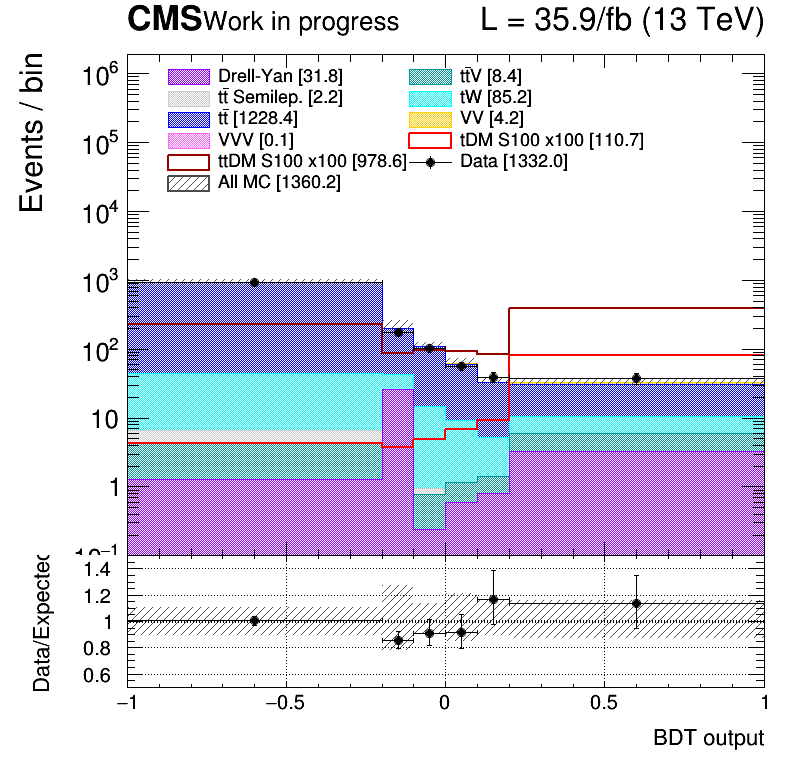 CMS Work in progress L = 35.9/fb (13 TeV)
Events / bin
Drell-Yan [31.8] tt̄V [8.4]
tt̄ Semilep. [2.2] tW [85.2]
tt̄ [1228.4] VV [4.2]
VVV [0.1] tDM S100 x100 [110.7]
ttDM S100 x100 [978.6] Data [1332.0]
All MC [1360.2]
10⁶
10⁵
10⁴
10³
10²
10
1
10⁻¹
Data/Expected
1.4
1.2
1
0.8
0.6
−1 −0.5 0 0.5 1
BDT output